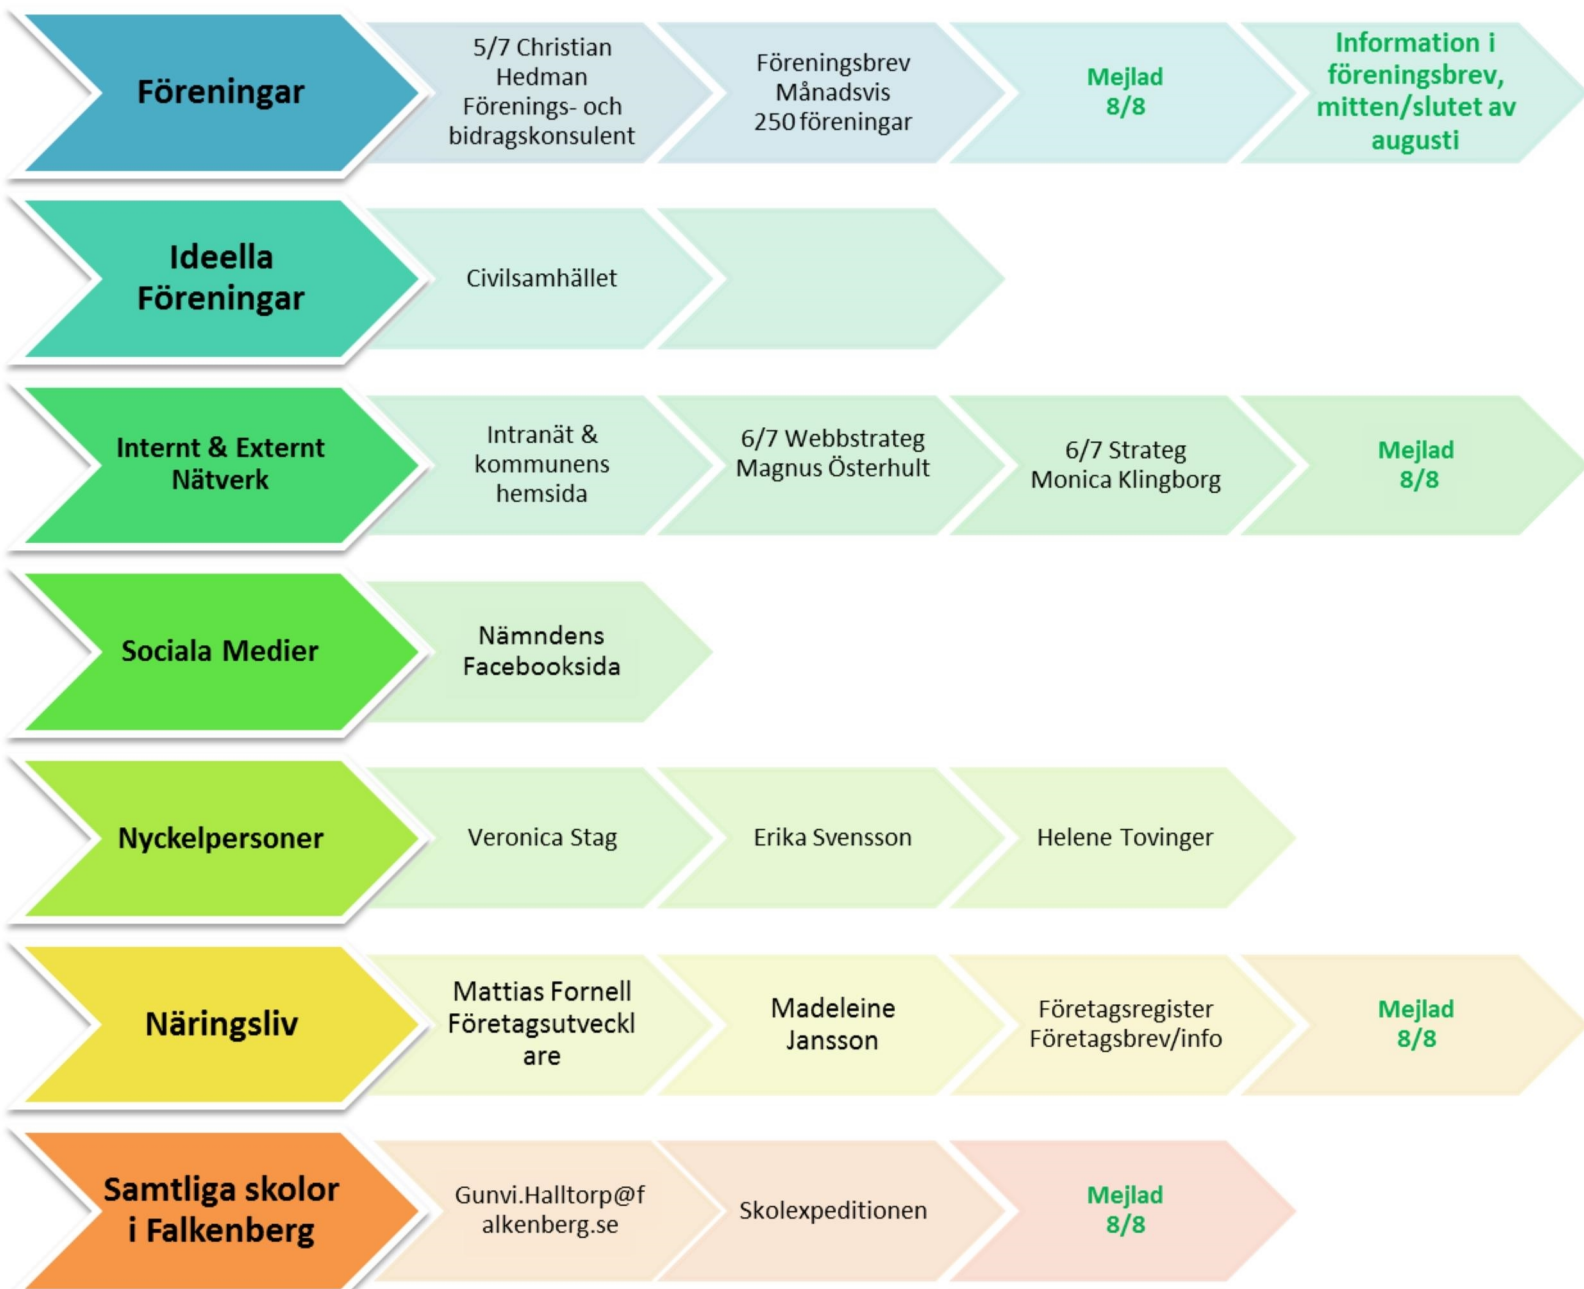 Föreningar
5/7 Christian
Hedman
Förenings- och
bidragskonsulent
Föreningsbrev
Månadsvis
250 föreningar
Mejlad
8/8
Information i
föreningsbrev,
mitten/slutet av
augusti
Ideella
Föreningar
Civilsamhället
Internt & Externt
Nätverk
Intranät &
kommunens
hemsida
6/7 Webbstrateg
Magnus Österhult
6/7 Strateg
Monica Klingborg
Mejlad
8/8
Sociala Medier
Nämndens
Facebooksida
Nyckelpersoner
Veronica Stag
Erika Svensson
Helene Tovinger
Näringsliv
Mattias Fornell
Företagsutveckl
are
Madeleine
Jansson
Företagsregister
Företagsbrev/info
Mejlad
8/8
Samtliga skolor
i Falkenberg
Gunvi.Halltorp@f
alkenberg.se
Skolexpeditionen
Mejlad
8/8